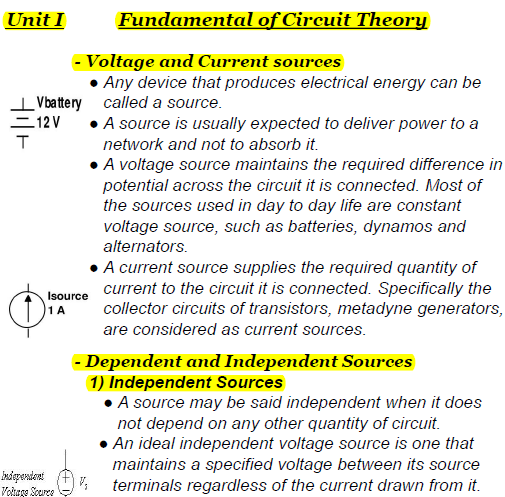 Unit I Fundamental of Circuit Theory
- Voltage and Current sources
● Any device that produces electrical energy can be
called a source.
Vbattery
12 V
● A source is usually expected to deliver power to a
network and not to absorb it.
● A voltage source maintains the required difference in
potential across the circuit it is connected. Most of
the sources used in day to day life are constant
voltage source, such as batteries, dynamos and
alternators.
● A current source supplies the required quantity of
current to the circuit it is connected. Specifically the
collector circuits of transistors, metadyne generators,
are considered as current sources.
Isource
1 A
- Dependent and Independent Sources
1) Independent Sources
● A source may be said independent when it does
not depend on any other quantity of circuit.
● An ideal independent voltage source is one that
maintains a specified voltage between its source
terminals regardless of the current drawn from it.
Independent
Voltage Source
+
-
Vs